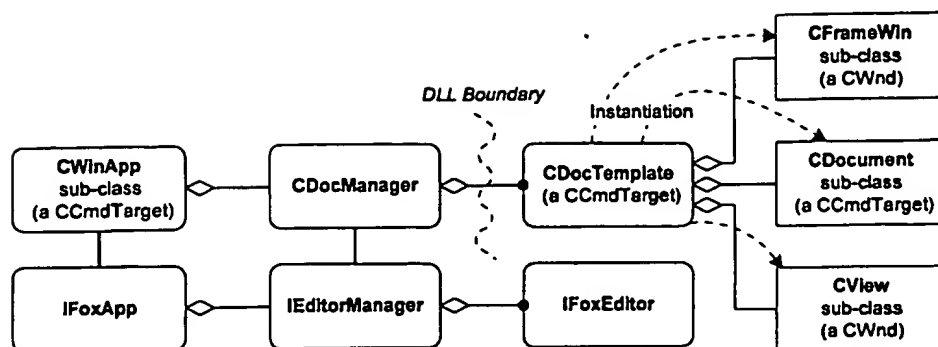 CFrameWin
sub-class
(a CWnd)
DLL Boundary
Instantiation
CWinApp
sub-class
(a CCmdTarget)
CDocManager
CDocTemplate
(a CCmdTarget)
CDocument
sub-class
(a CCmdTarget)
IFoxApp
IEditorManager
IFoxEditor
CView
sub-class
(a CWnd)